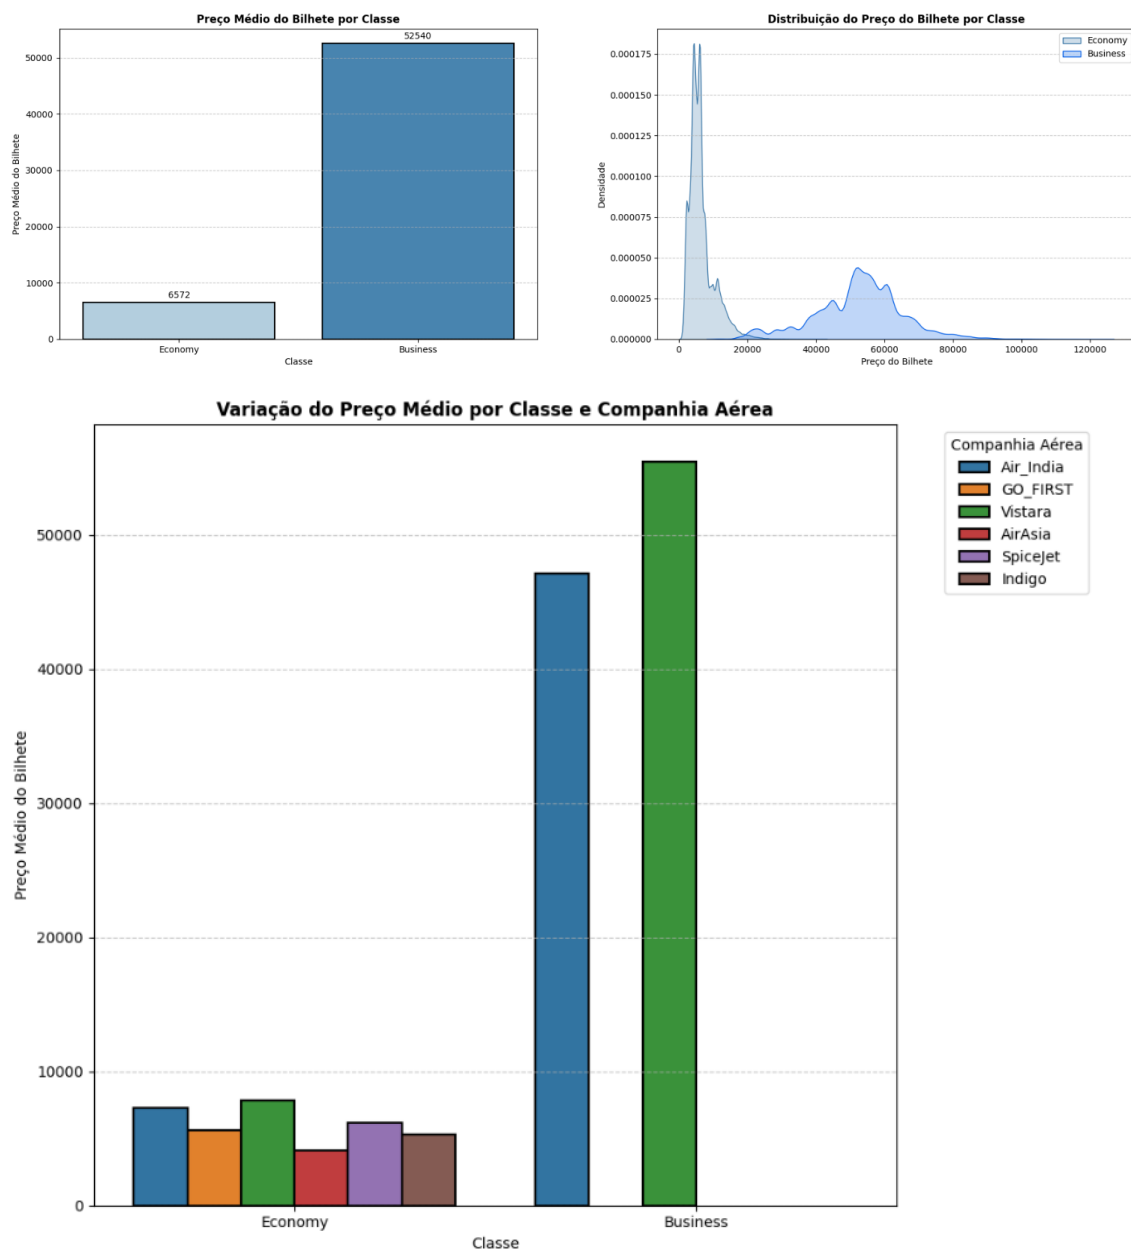 Preço Médio do Bilhete por Classe
52540
50000
40000
30000
20000
10000
0
6572
Preço Médio do Bilhete
Economy
Business
Classe
Distribuição do Preço do Bilhete por Classe
Economy
Business
0.000175
0.000150
0.000125
0.000100
0.000075
0.000050
0.000025
0.000000
Densidade
0 20000 40000 60000 80000 100000 120000
Preço do Bilhete
Variação do Preço Médio por Classe e Companhia Aérea
50000
40000
30000
20000
10000
0
Preço Médio do Bilhete
Economy
Business
Classe
Companhia Aérea
Air_India
GO_FIRST
Vistara
AirAsia
SpiceJet
Indigo